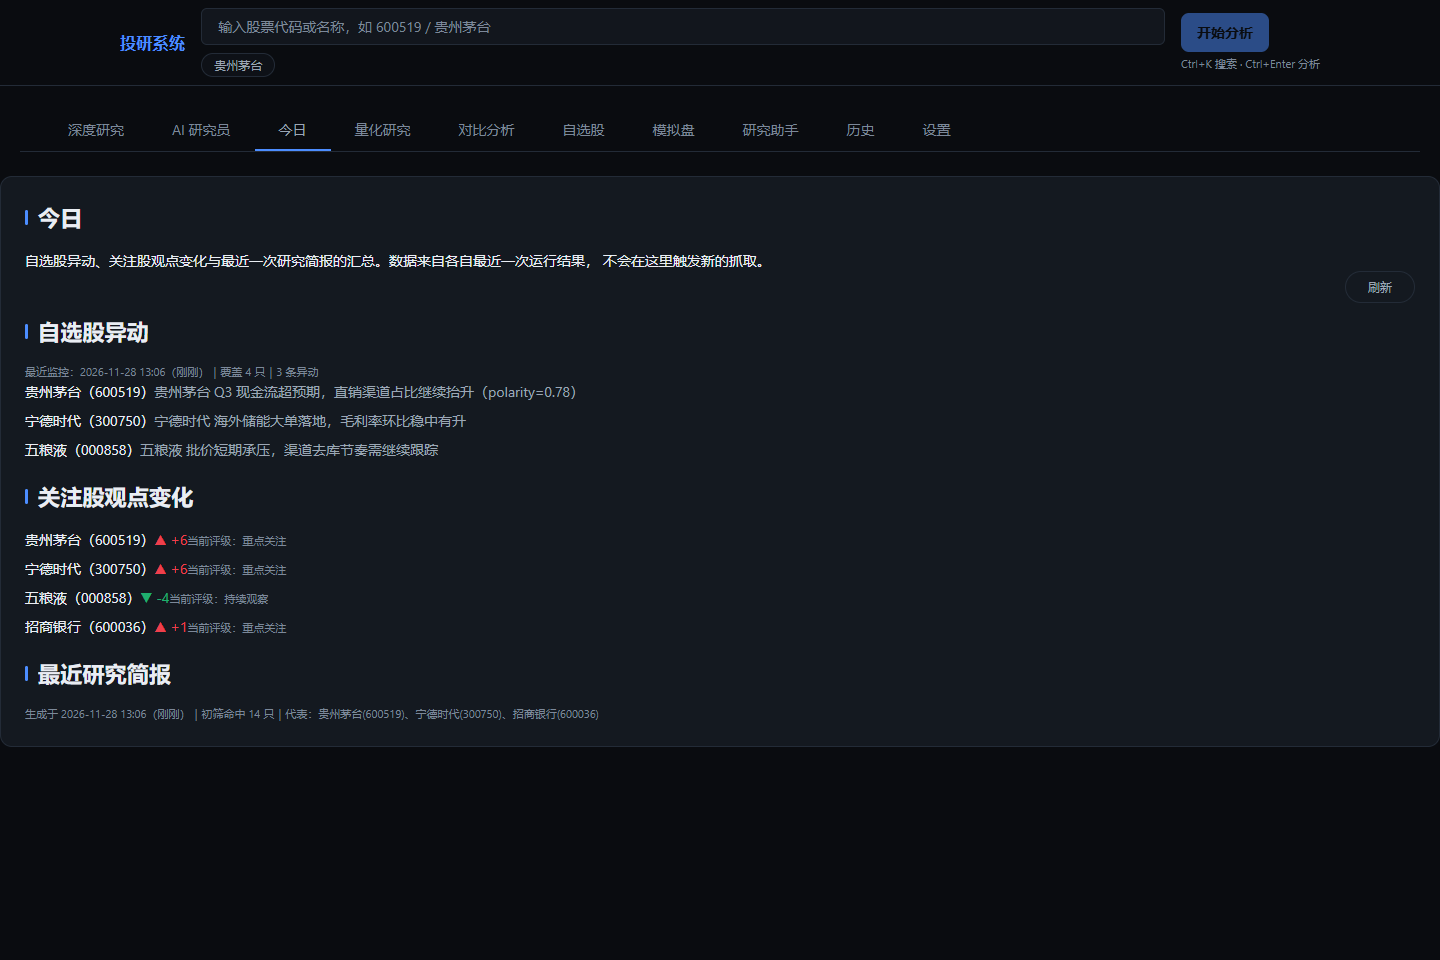 投研系统
输入股票代码或名称，如 600519 / 贵州茅台
开始分析
贵州茅台
Ctrl+K 搜索 · Ctrl+Enter 分析
深度研究 AI 研究员 今日 量化研究 对比分析 自选股 模拟盘 研究助手 历史 设置
今日
自选股异动、关注股观点变化与最近一次研究简报的汇总。数据来自各自最近一次运行结果， 不会在这里触发新的抓取。
刷新
自选股异动
最近监控：2026-11-28 13:06（刚刚） | 覆盖 4 只 | 3 条异动
贵州茅台（600519）贵州茅台 Q3 现金流超预期，直销渠道占比继续抬升（polarity=0.78）
宁德时代（300750）宁德时代 海外储能大单落地，毛利率环比稳中有升
五粮液（000858）五粮液 批价短期承压，渠道去库节奏需继续跟踪
关注股观点变化
贵州茅台（600519）▲ +6当前评级：重点关注
宁德时代（300750）▲ +6当前评级：重点关注
五粮液（000858）▼ -4当前评级：持续观察
招商银行（600036）▲ +1当前评级：重点关注
最近研究简报
生成于 2026-11-28 13:06（刚刚） | 初筛命中 14 只 | 代表：贵州茅台(600519)、宁德时代(300750)、招商银行(600036)